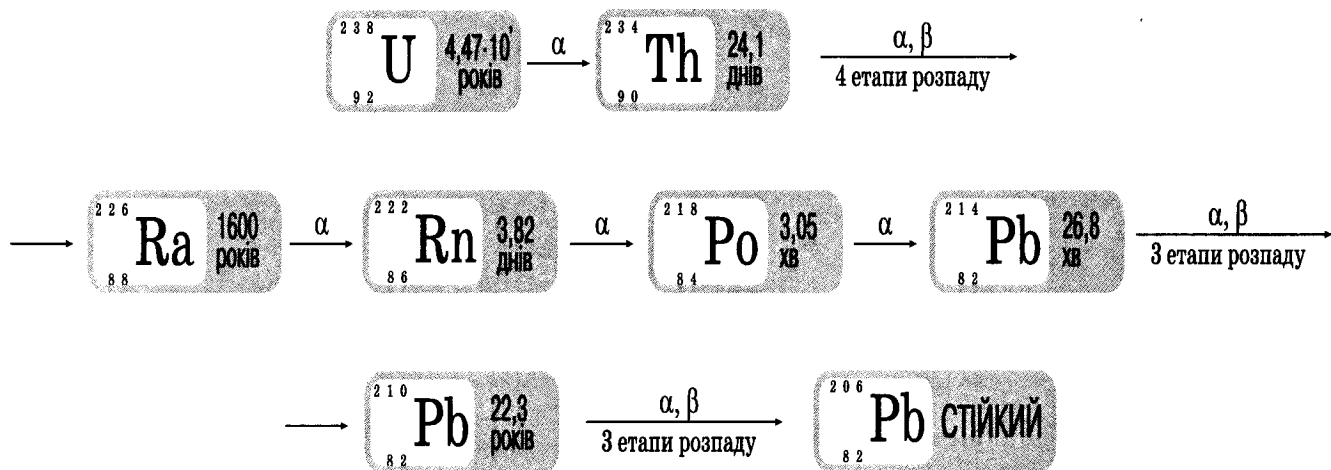 238 U 92 4,47·10⁹ років α 234 Th 90 24,1 днів α, β 4 етапи розпаду
226 Ra 88 1600 років α 222 Rn 86 3,82 днів α 218 Po 84 3,05 хв α 214 Pb 82 26,8 хв α, β 3 етапи розпаду
210 Pb 82 22,3 років α, β 3 етапи розпаду 206 Pb 82 СТІЙКИЙ